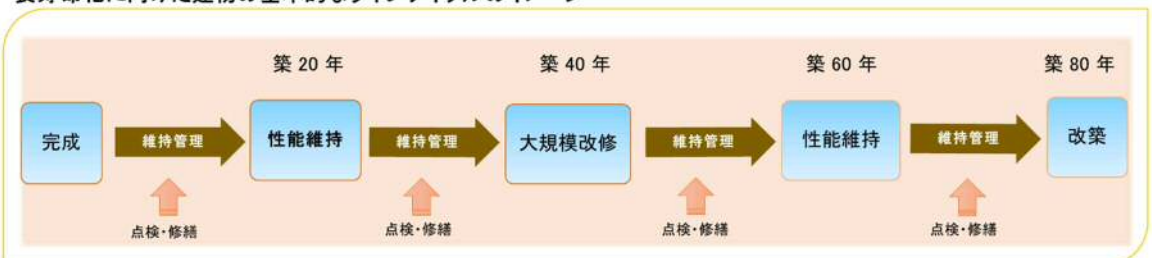 築 20 年
築 40 年
築 60 年
築 80 年
完成
維持管理
性能維持
維持管理
大規模改修
維持管理
性能維持
維持管理
改築
点検・修繕
点検・修繕
点検・修繕
点検・修繕